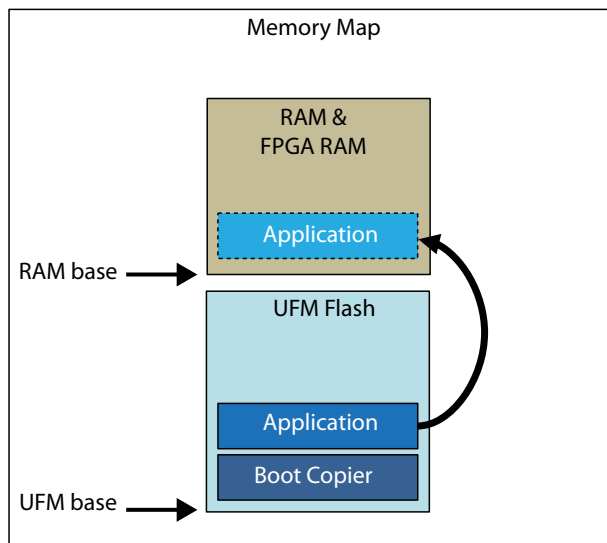 Memory Map
RAM &
FPGA RAM
Application
RAM base
UFM Flash
Application
Boot Copier
UFM base